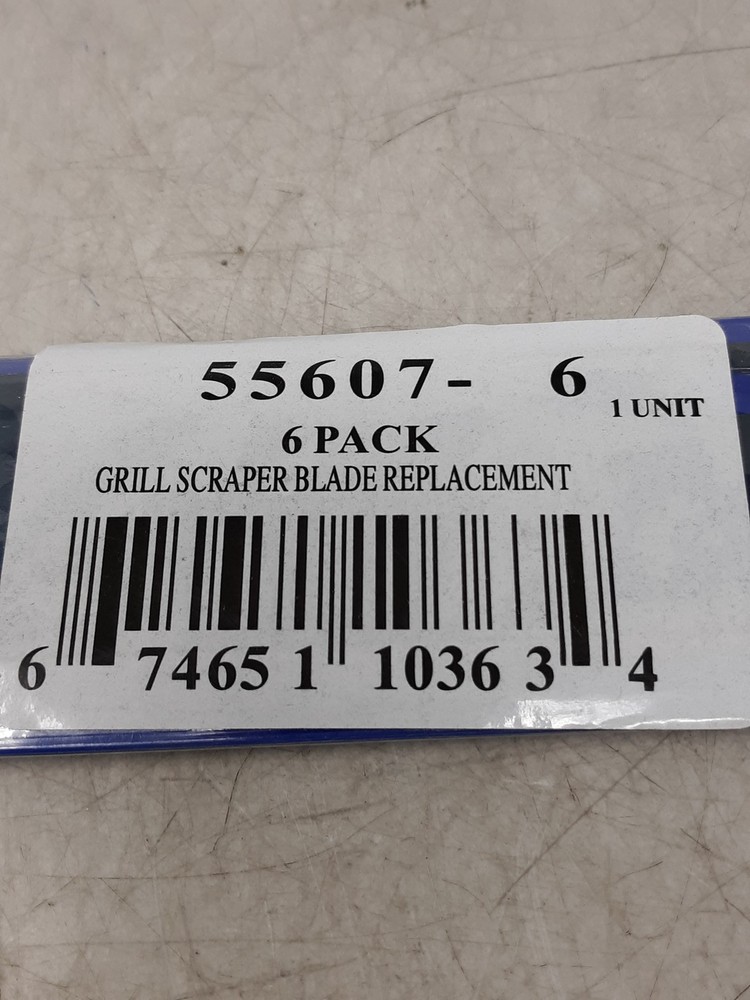 55607- 6
1 UNIT
6 PACK
GRILL SCRAPER BLADE REPLACEMENT
6 74651 10363 4